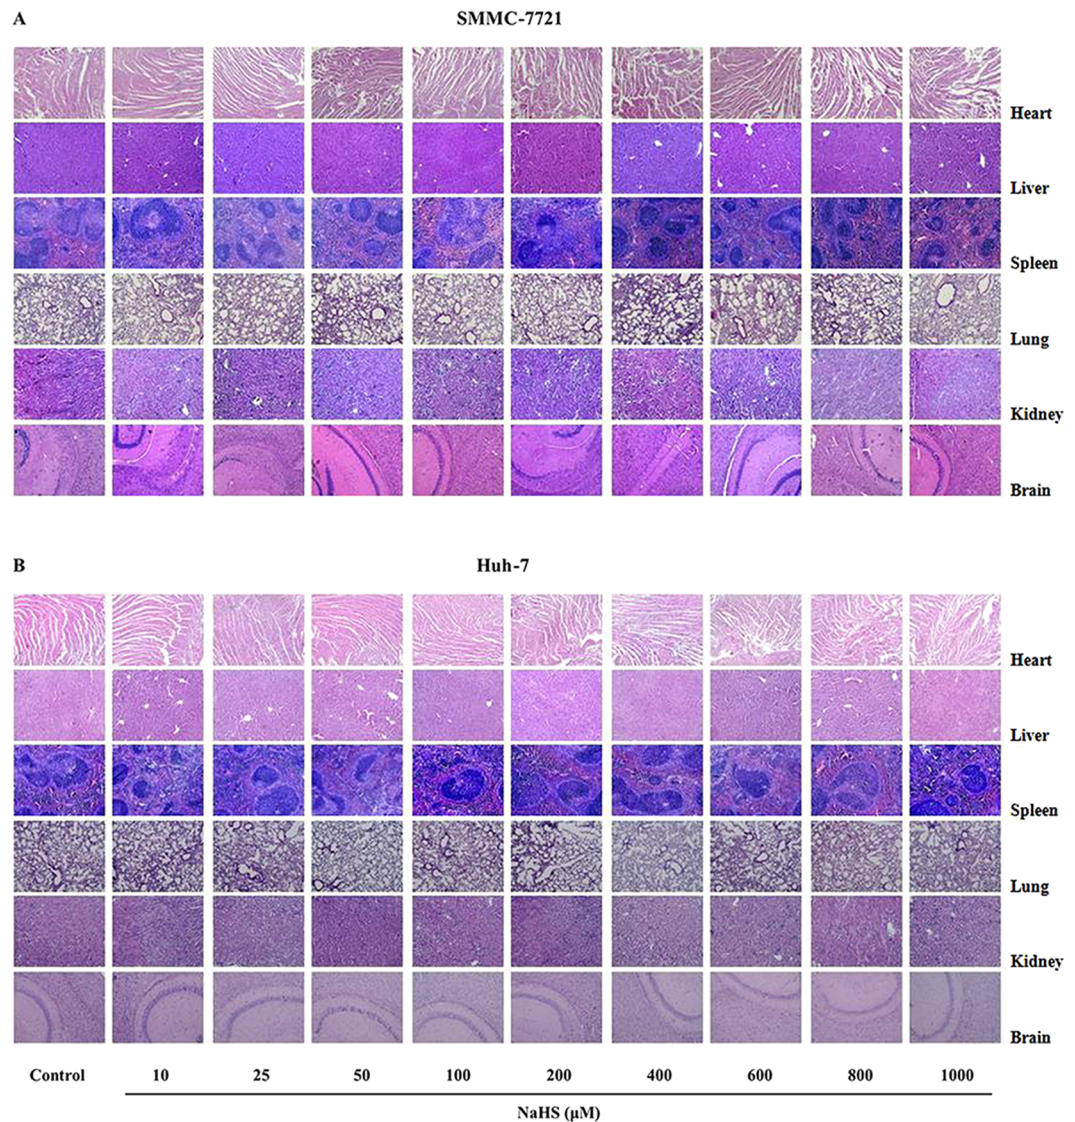 A
SMMC-7721
Heart
Liver
Spleen
Lung
Kidney
Brain
B
Huh-7
Heart
Liver
Spleen
Lung
Kidney
Brain
Control 10 25 50 100 200 400 600 800 1000
NaHS (μM)